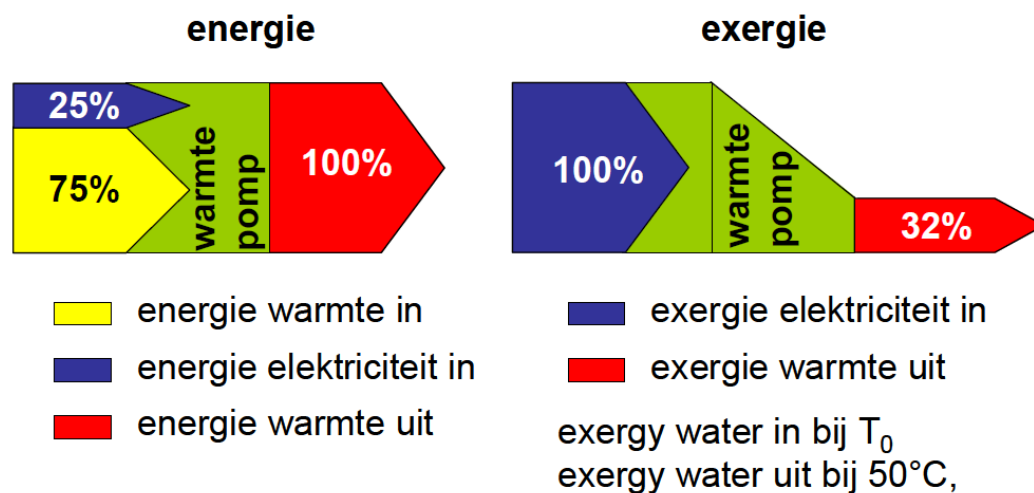 energie
25%
75%
warmte
pomp
100%
energie warmte in
energie elektriciteit in
energie warmte uit
exergie
100%
warmte
pomp
32%
exergie elektriciteit in
exergie warmte uit
exergy water in bij T₀
exergy water uit bij 50°C,